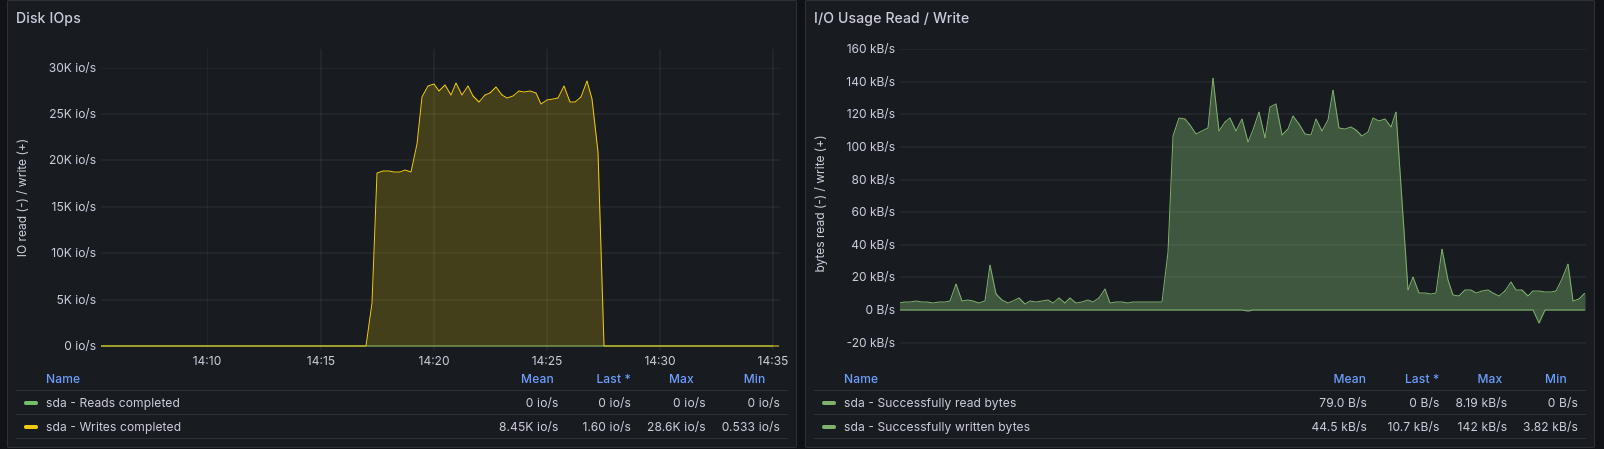 Disk IOps
30K io/s
25K io/s
20K io/s
15K io/s
10K io/s
5K io/s
0 io/s
IO read (-) / write (+)
14:10 14:15 14:20 14:25 14:30 14:35
Name Mean Last * Max Min
sda - Reads completed 0 io/s 0 io/s 0 io/s 0 io/s
sda - Writes completed 8.45K io/s 1.60 io/s 28.6K io/s 0.533 io/s
I/O Usage Read / Write
160 kB/s
140 kB/s
120 kB/s
100 kB/s
80 kB/s
60 kB/s
40 kB/s
20 kB/s
0 B/s
-20 kB/s
bytes read (-) / write (+)
Name Mean Last * Max Min
sda - Successfully read bytes 79.0 B/s 0 B/s 8.19 kB/s 0 B/s
sda - Successfully written bytes 44.5 kB/s 10.7 kB/s 142 kB/s 3.82 kB/s